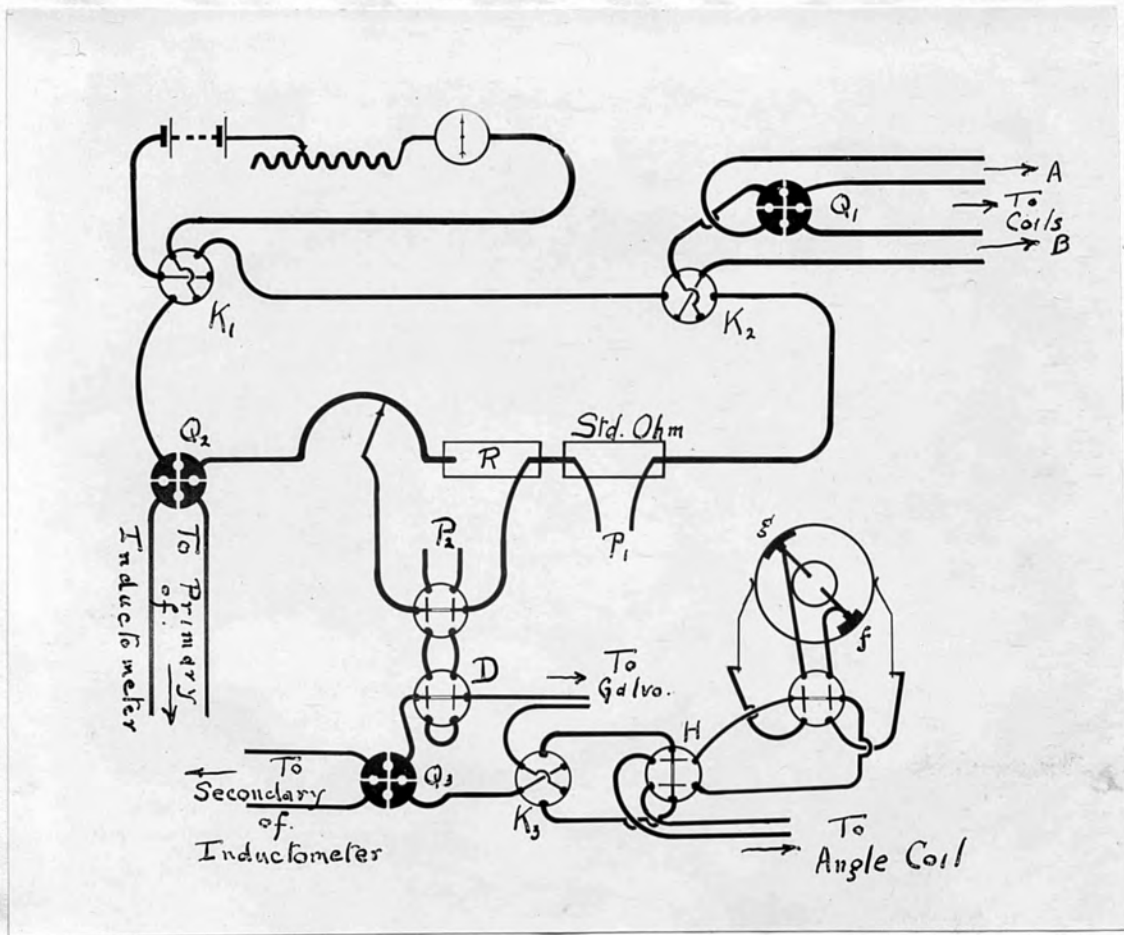 A
Q₁
To
Coils
B
K₁
K₂
Q₂
Std. Ohm
R
P₂
P₁
To Primary
of.
Inductometer
g
f
D
To
Galvo.
H
To
Secondary
of.
Inductometer
Q₃
K₃
To
Angle Coil